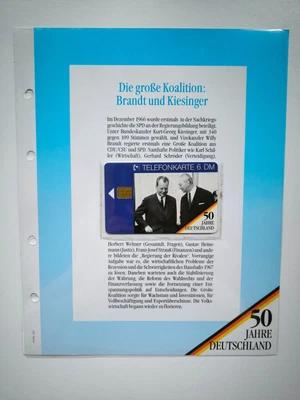 Die große Koalition:
Brandt und Kiesinger
Im Dezember 1966 wurde erstmals in der Nachkriegs-
geschichte die SPD an der Regierungsbildung beteiligt.
Unter Bundeskanzler Kurt-Georg Kiesinger, mit 340
gegen 109 Stimmen gewählt, und Vizekanzler Willy
Brandt regierte erstmals eine Große Koalition aus
CDU/CSU und SPD. Namhafte Politiker wie Karl Schil-
ler (Wirtschaft), Gerhard Schröder (Verteidigung),
TELEFONKARTE 6 DM
50
JAHRE
DEUTSCHLAND
Herbert Wehner (Gesamtd. Fragen), Gustav Heine-
mann (Justiz), Franz-Josef Strauß (Finanzen) und ande-
re bildeten die „Regierung der Rivalen". Vorrangige
Aufgabe war es, die wirtschaftlichen Probleme der
Rezession und die Schwierigkeiten des Haushalts 1967
zu lösen. Daneben warteten auch die Stabilisierung
der Währung, die Reform des Wahlrechts und der
Finanzverfassung sowie die Fortsetzung einer Ent-
spannungspolitik auf Entscheidungen. Die Große
Koalition sorgte für Wachstum und Investitionen, für
Vollbeschäftigung und Exportüberschüsse. Die Volks-
wirtschaft begann wieder zu florieren.
50
JAHRE
DEUTSCHLAND